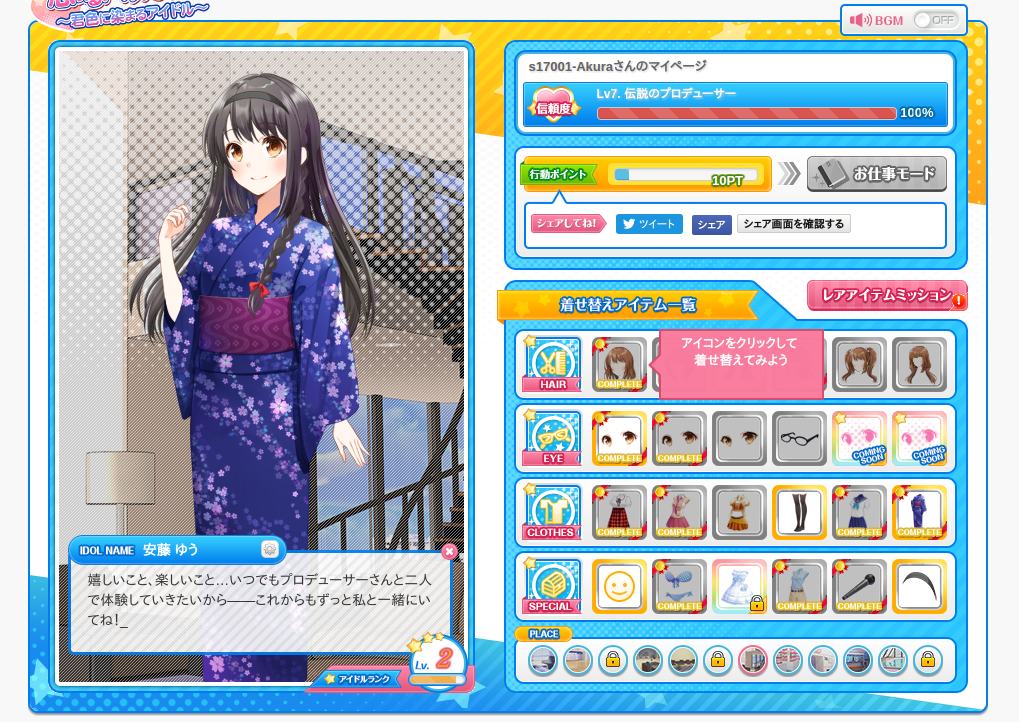 ～君色に染まるアイドル～
BGM
OFF
s17001-Akuraさんのマイページ
信頼度
Lv7. 伝説のプロデューサー
100%
行動ポイント
10PT
お仕事モード
シェアしてね!
ツイート
シェア
シェア画面を確認する
着せ替えアイテム一覧
レアアイテムミッション
!
HAIR
COMPLETE
アイコンをクリックして
着せ替えてみよう
EYE
COMPLETE
COMPLETE
COMING SOON
COMING SOON
CLOTHES
COMPLETE
COMPLETE
COMPLETE
COMPLETE
SPECIAL
COMPLETE
COMPLETE
COMPLETE
PLACE
IDOL NAME 安藤 ゆう
嬉しいこと、楽しいこと…いつでもプロデューサーさんと二人
で体験していきたいから――これからもずっと私と一緒にい
てね!_
アイドルランク
Lv. 2